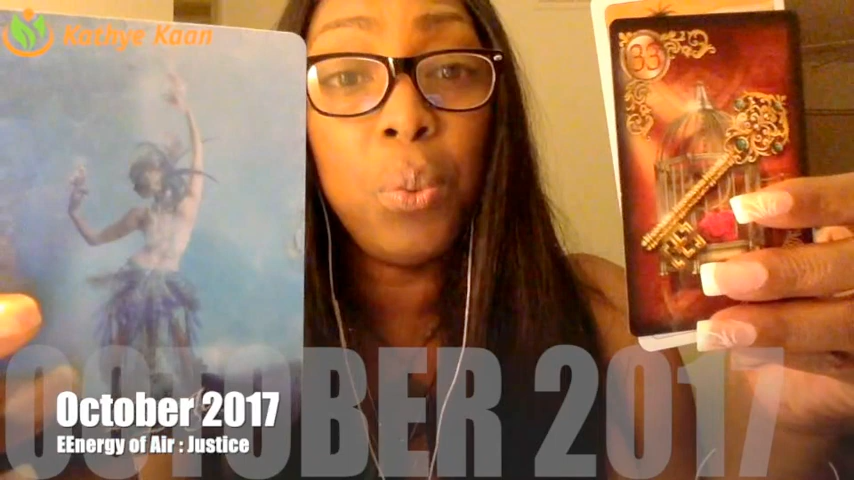 Kathye Kaan
33
OCTOBER 2017
October 2017
EEnergy of Air : Justice